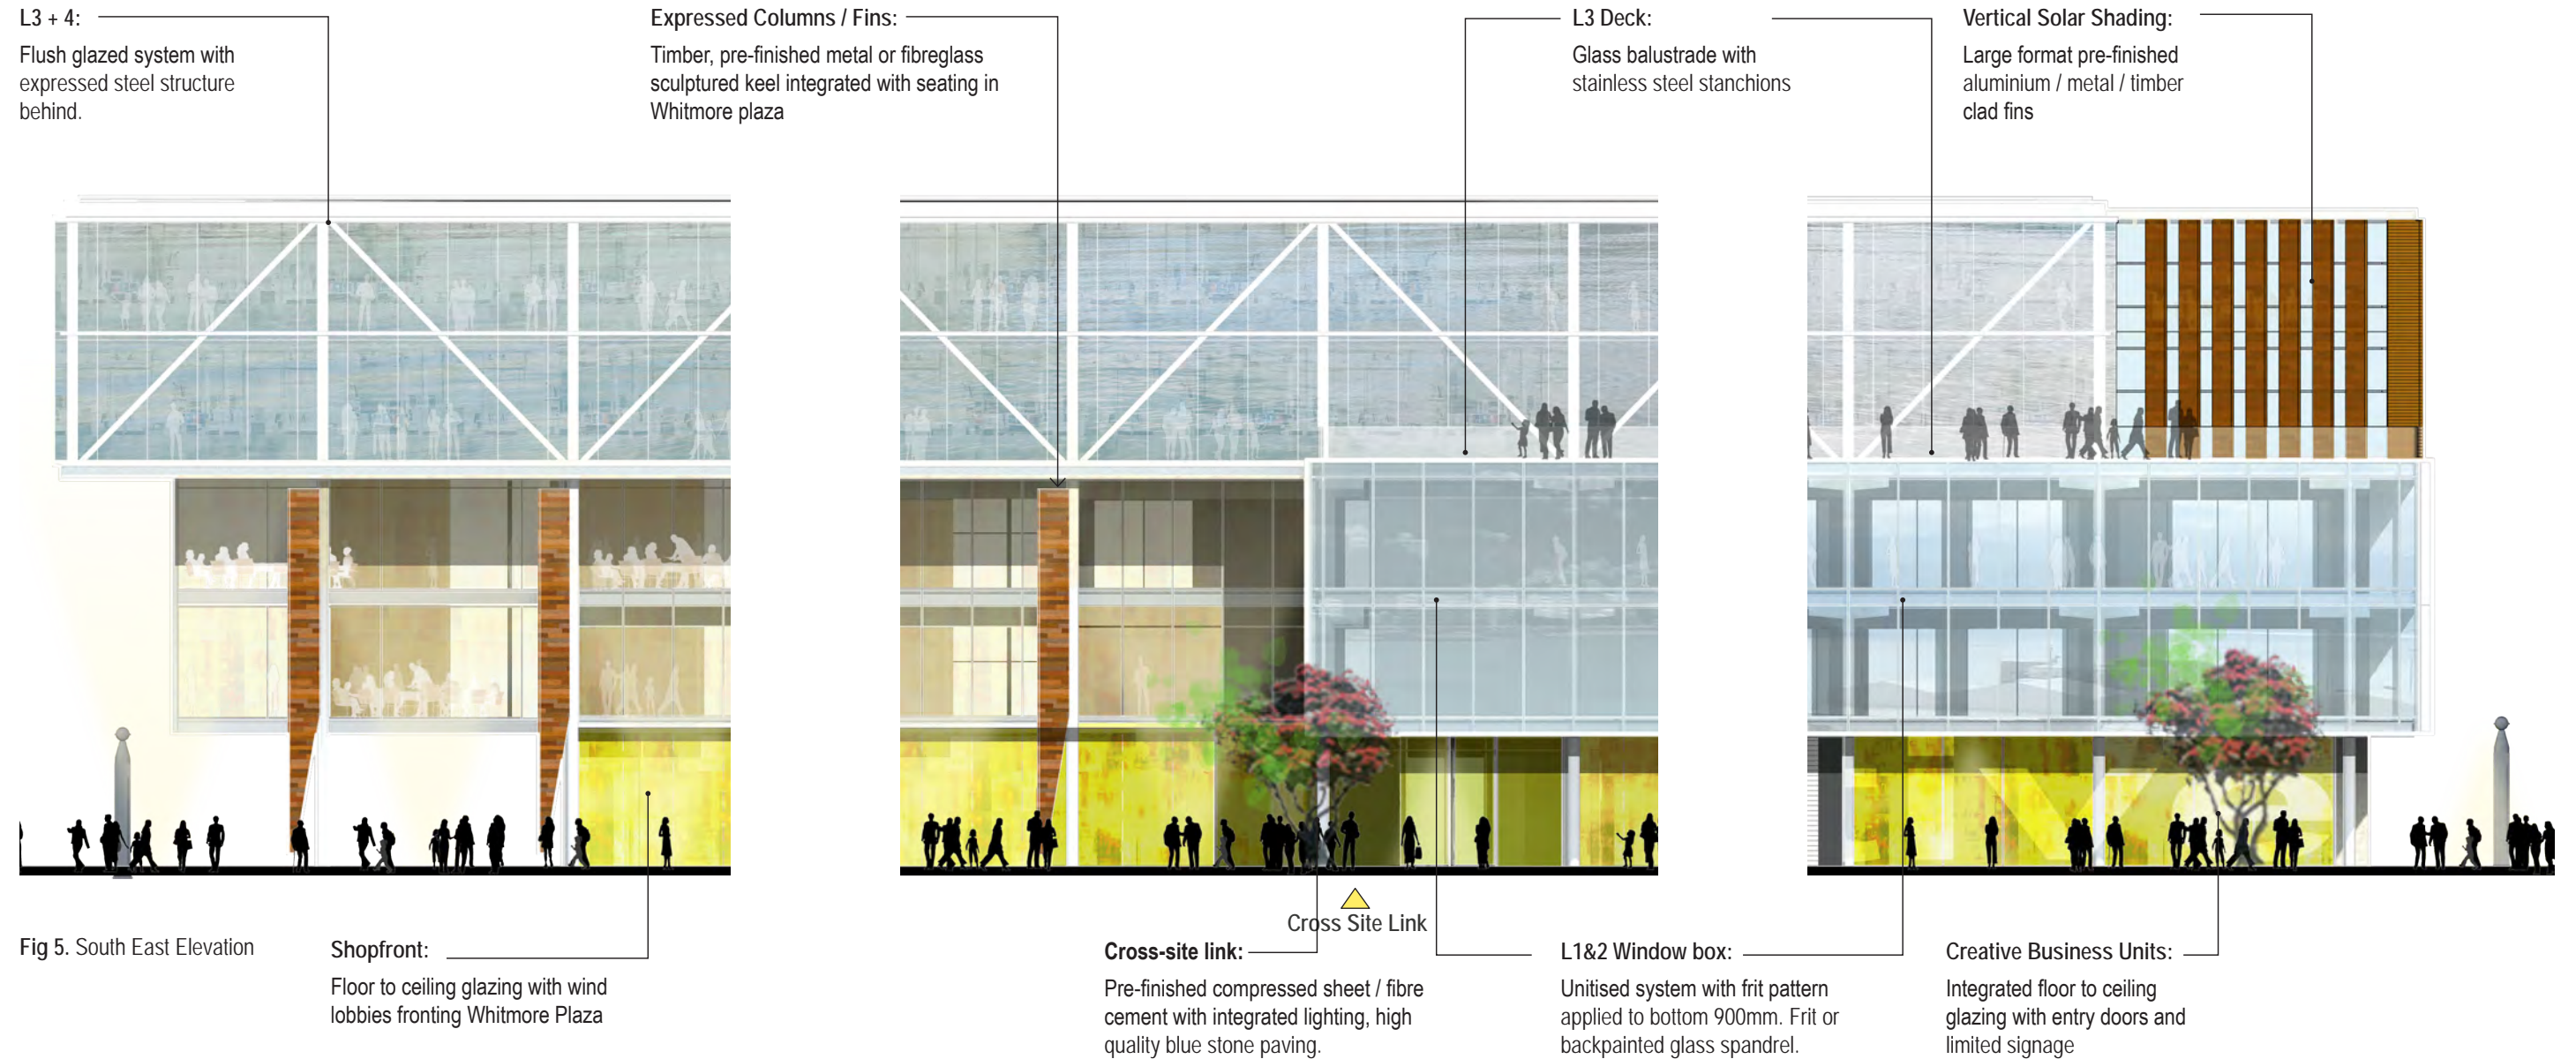 L3 + 4:
Flush glazed system with
expressed steel structure
behind.
Expressed Columns / Fins:
Timber, pre-finished metal or fibreglass
sculptured keel integrated with seating in
Whitmore plaza
L3 Deck:
Glass balustrade with
stainless steel stanchions
Vertical Solar Shading:
Large format pre-finished
aluminium / metal / timber
clad fins
Cross Site Link
Fig 5. South East Elevation
Shopfront:
Floor to ceiling glazing with wind
lobbies fronting Whitmore Plaza
Cross-site link:
Pre-finished compressed sheet / fibre
cement with integrated lighting, high
quality blue stone paving.
L1&2 Window box:
Unitised system with frit pattern
applied to bottom 900mm. Frit or
backpainted glass spandrel.
Creative Business Units:
Integrated floor to ceiling
glazing with entry doors and
limited signage